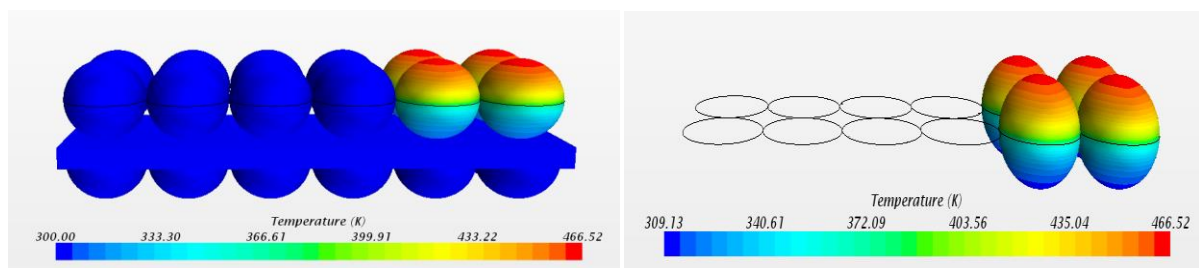 Temperature (K)
300.00 333.30 366.61 399.91 433.22 466.52
Temperature (K)
309.13 340.61 372.09 403.56 435.04 466.52